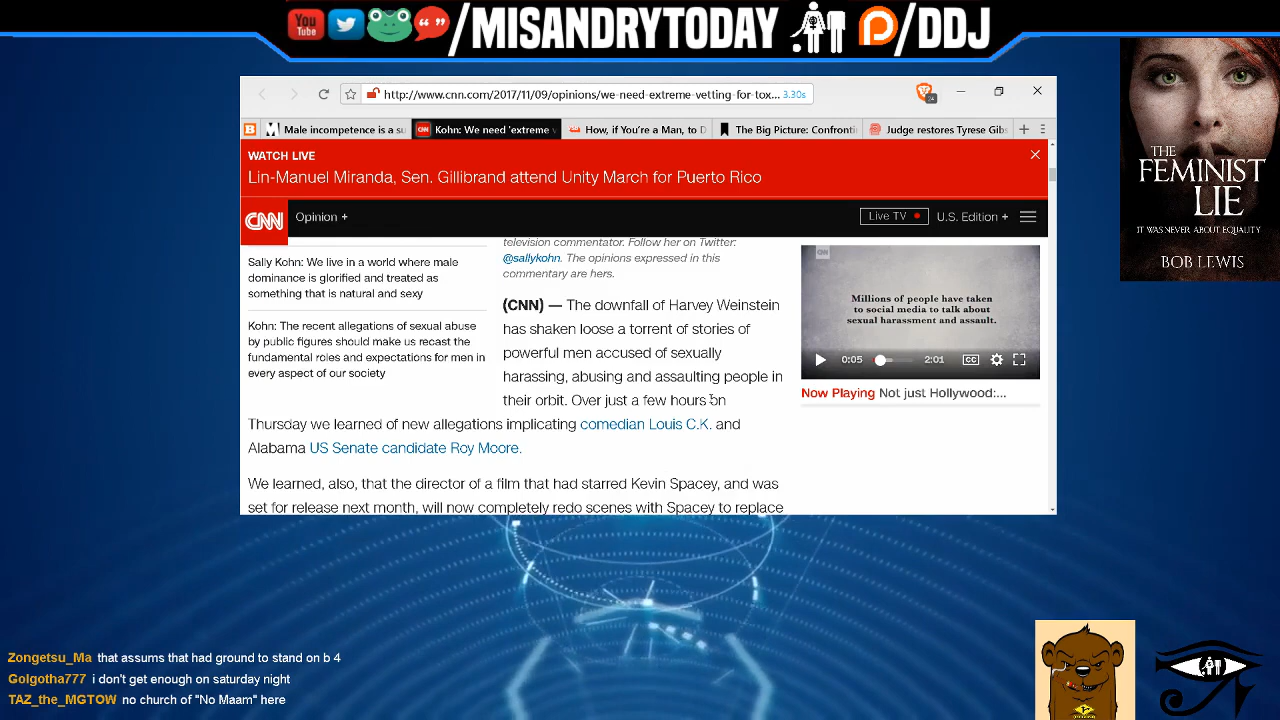 You Tube
/MISANDRYTODAY
/DDJ
http://www.cnn.com/2017/11/09/opinions/we-need-extreme-vetting-for-tox... 3.30s
24
Male incompetence is a su
CNN Kohn: We need 'extreme v
How, if You're a Man, to D
The Big Picture: Confronti
Judge restores Tyrese Gibs
WATCH LIVE
Lin-Manuel Miranda, Sen. Gillibrand attend Unity March for Puerto Rico
CNN
Opinion +
Live TV
U.S. Edition +
Sally Kohn: We live in a world where male
dominance is glorified and treated as
something that is natural and sexy
Kohn: The recent allegations of sexual abuse
by public figures should make us recast the
fundamental roles and expectations for men in
every aspect of our society
television commentator. Follow her on Twitter:
@sallykohn. The opinions expressed in this
commentary are hers.
(CNN) — The downfall of Harvey Weinstein
has shaken loose a torrent of stories of
powerful men accused of sexually
harassing, abusing and assaulting people in
their orbit. Over just a few hours on
Thursday we learned of new allegations implicating comedian Louis C.K. and
Alabama US Senate candidate Roy Moore.
We learned, also, that the director of a film that had starred Kevin Spacey, and was
set for release next month, will now completely redo scenes with Spacey to replace
CNN
Millions of people have taken
to social media to talk about
sexual harassment and assault.
0:05
2:01
CC
Now Playing Not just Hollywood:...
THE
FEMINIST
LIE
IT WAS NEVER ABOUT EQUALITY
BOB LEWIS
Zongetsu_Ma that assumes that had ground to stand on b 4
Golgotha777 i don't get enough on saturday night
TAZ_the_MGTOW no church of "No Maam" here